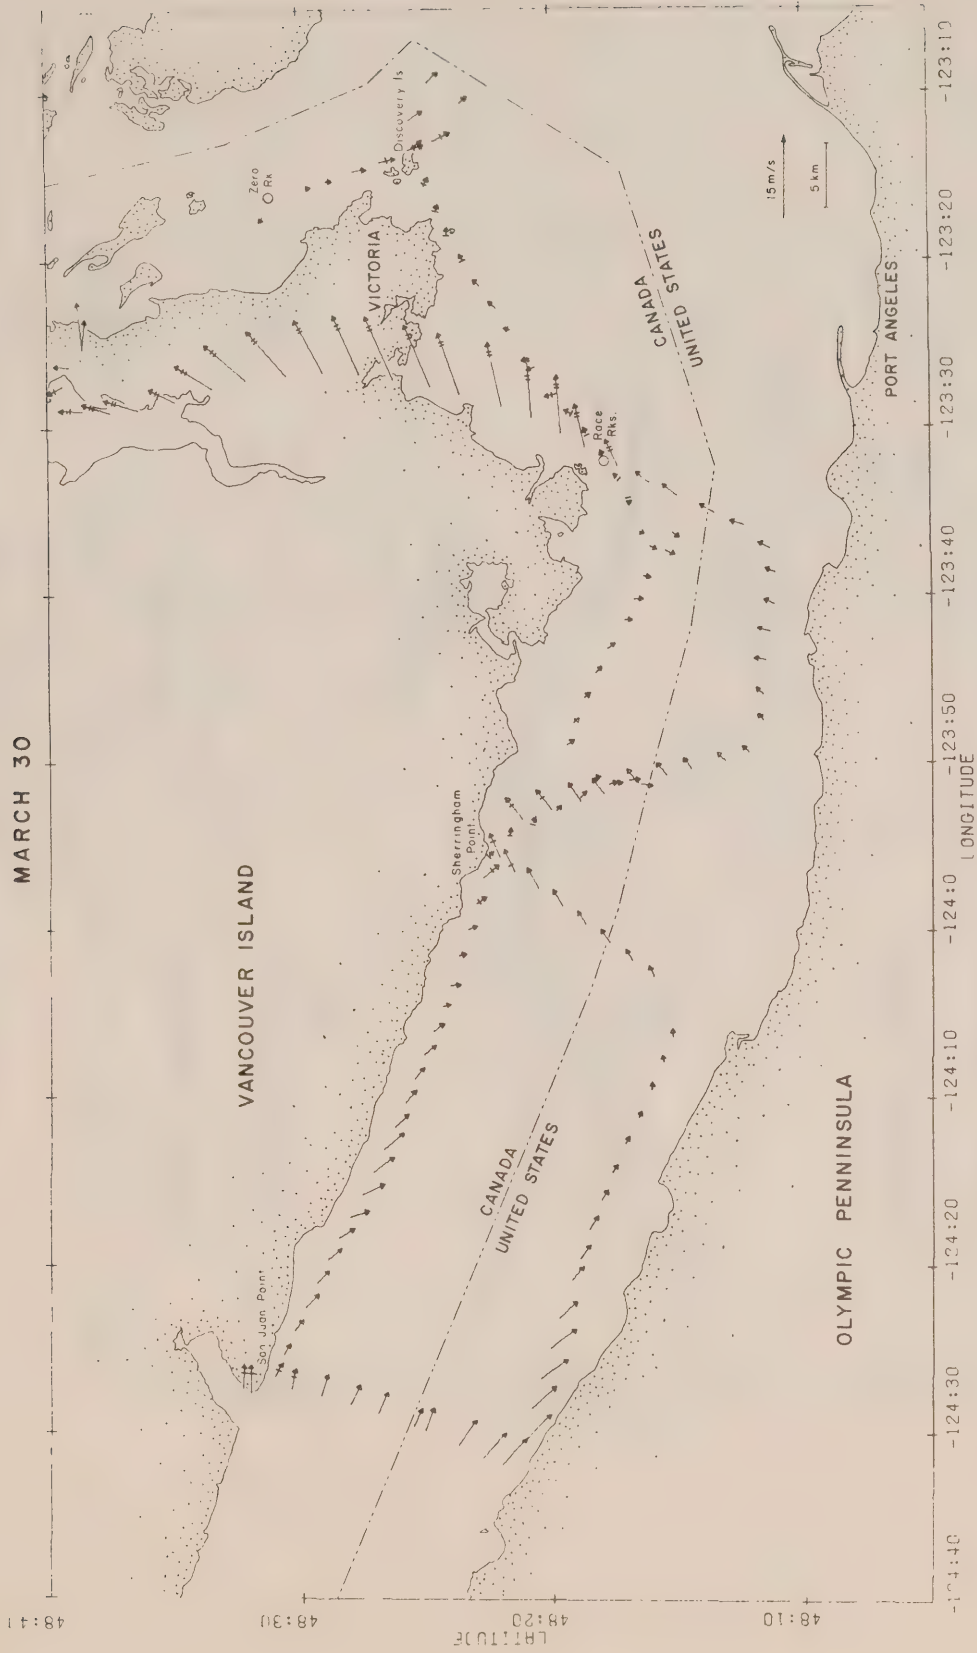 MARCH 30
VANCOUVER ISLAND
San Juan Point
Sherringham
Point
VICTORIA
Zero
Rk
Discovery Is
Race
Rks.
CANADA
UNITED STATES
CANADA
UNITED STATES
15 m/s
5 km
PORT ANGELES
OLYMPIC PENNINSULA
LATITUDE
48:30
48:20
48:10
-124:30
-124:20
-124:10
-124:0
-123:50
-123:40
-123:30
-123:20
-123:10
LONGITUDE